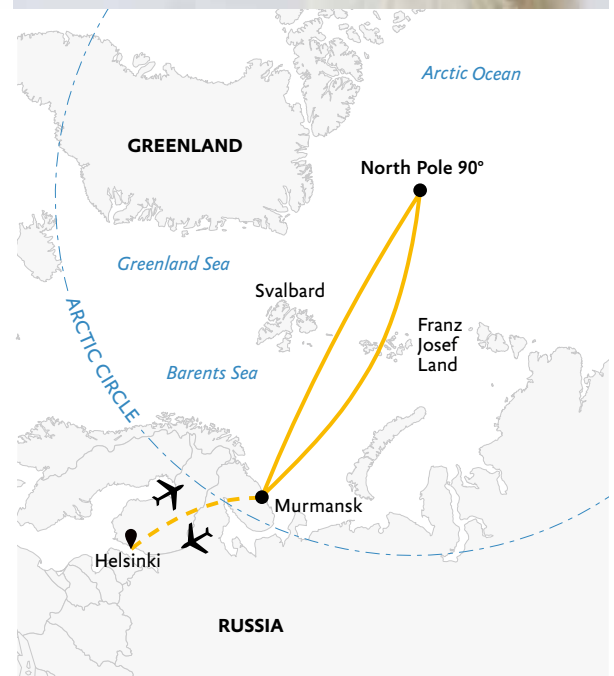 Arctic Ocean
GREENLAND
North Pole 90°
Greenland Sea
Svalbard
Franz
Josef
Land
ARCTIC CIRCLE
Barents Sea
Murmansk
Helsinki
RUSSIA